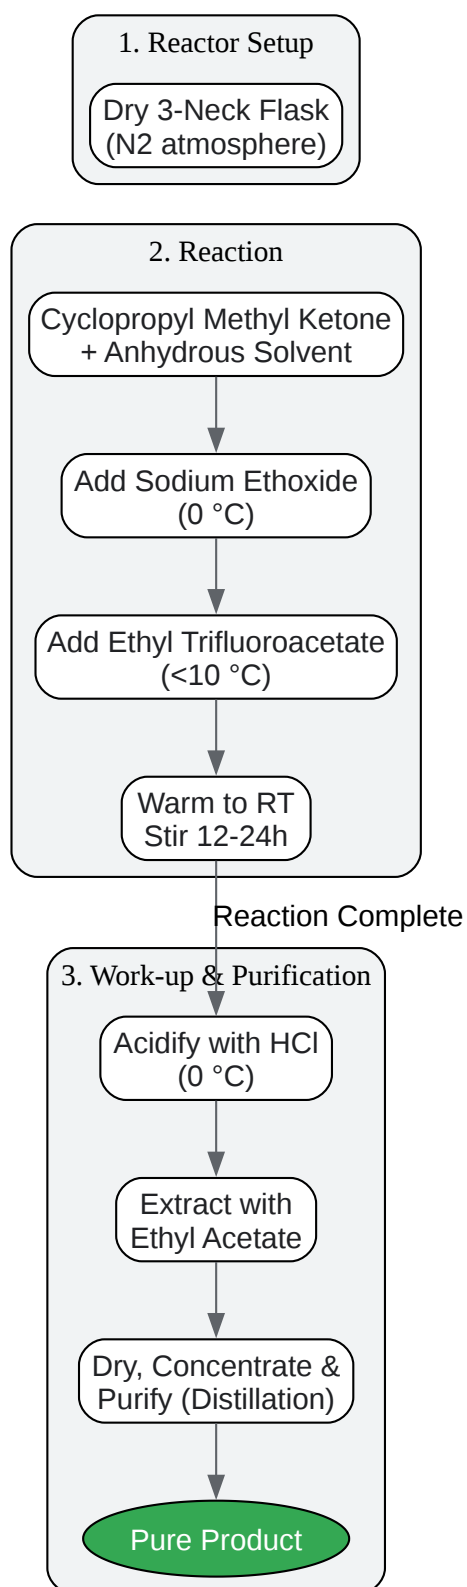 1. Reactor Setup
Dry 3-Neck Flask
(N2 atmosphere)
2. Reaction
Cyclopropyl Methyl Ketone
+ Anhydrous Solvent
Add Sodium Ethoxide
(0 °C)
Add Ethyl Trifluoroacetate
(<10 °C)
Warm to RT
Stir 12-24h
Reaction Complete
3. Work-up & Purification
Acidify with HCl
(0 °C)
Extract with
Ethyl Acetate
Dry, Concentrate &
Purify (Distillation)
Pure Product